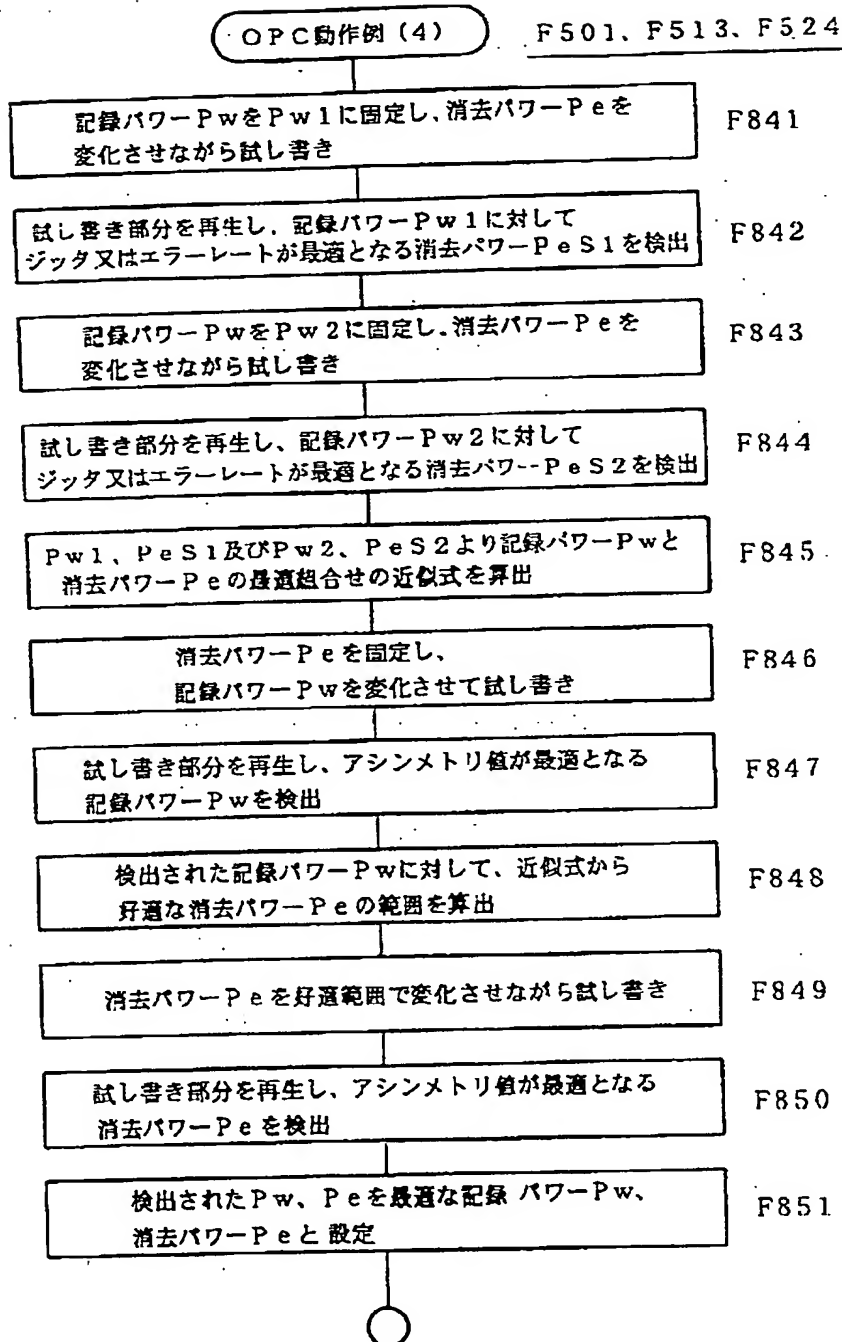 OPC動作例(4)
F501、F513、F524
記録パワーPwをPw1に固定し、消去パワーPeを
変化させながら試し書き
F841
試し書き部分を再生し、記録パワーPw1に対して
ジッタ又はエラーレートが最適となる消去パワーPeS1を検出
F842
記録パワーPwをPw2に固定し、消去パワーPeを
変化させながら試し書き
F843
試し書き部分を再生し、記録パワーPw2に対して
ジッタ又はエラーレートが最適となる消去パワーPeS2を検出
F844
Pw1、PeS1及びPw2、PeS2より記録パワーPwと
消去パワーPeの最適組合せの近似式を算出
F845
消去パワーPeを固定し、
記録パワーPwを変化させて試し書き
F846
試し書き部分を再生し、アシンメトリ値が最適となる
記録パワーPwを検出
F847
検出された記録パワーPwに対して、近似式から
好適な消去パワーPeの範囲を算出
F848
消去パワーPeを好適範囲で変化させながら試し書き
F849
試し書き部分を再生し、アシンメトリ値が最適となる
消去パワーPeを検出
F850
検出されたPw、Peを最適な記録 パワーPw、
消去パワーPeと 設定
F851